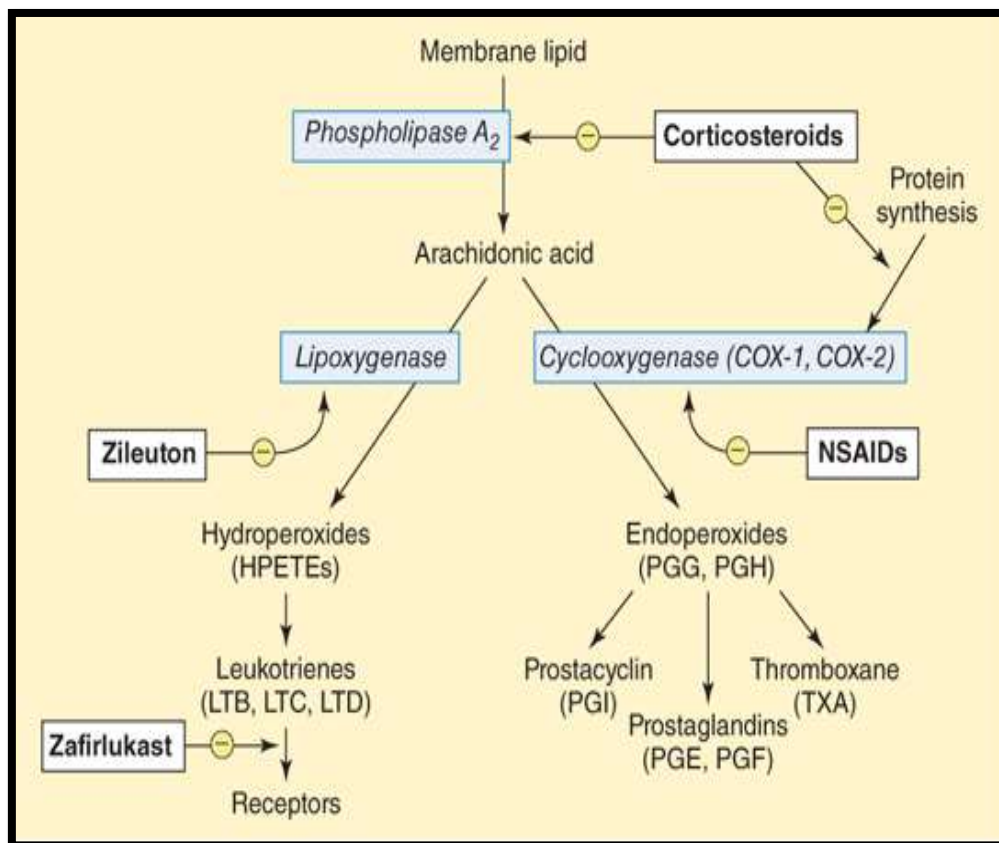 Membrane lipid
Phospholipase A2
−
Corticosteroids
−
Protein
synthesis
Arachidonic acid
Lipoxygenase
Cyclooxygenase (COX-1, COX-2)
Zileuton
−
−
NSAIDs
Hydroperoxides
(HPETEs)
Endoperoxides
(PGG, PGH)
Leukotrienes
(LTB, LTC, LTD)
Prostacyclin
(PGI)
Thromboxane
(TXA)
Prostaglandins
(PGE, PGF)
Zafirlukast
−
Receptors